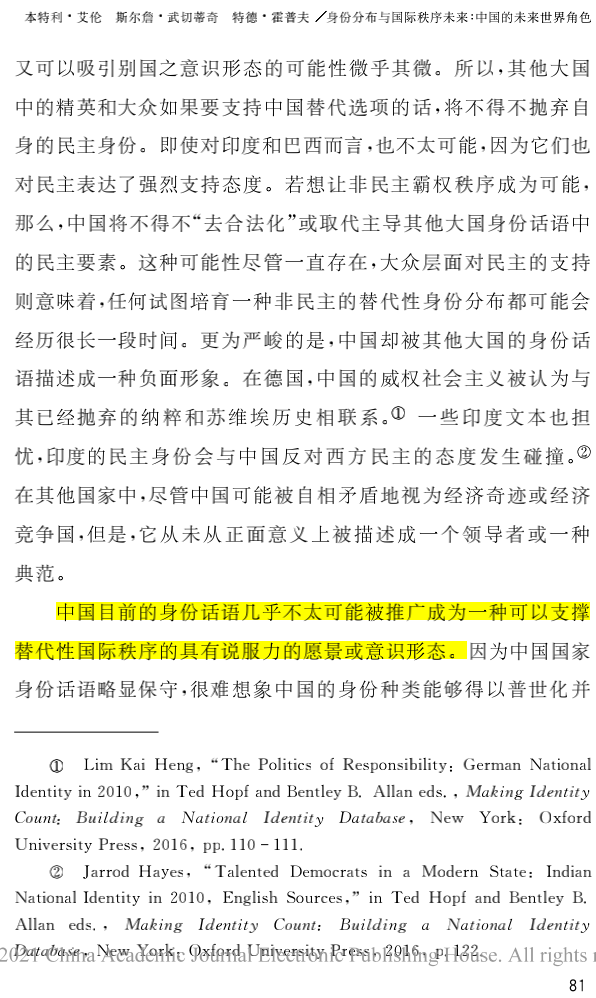 本特利·艾伦　斯尔詹·武切蒂奇　特德·霍普夫／身份分布与国际秩序未来:中国的未来世界角色
又可以吸引别国之意识形态的可能性微乎其微。所以,其他大国
中的精英和大众如果要支持中国替代选项的话,将不得不抛弃自
身的民主身份。即使对印度和巴西而言,也不太可能,因为它们也
对民主表达了强烈支持态度。若想让非民主霸权秩序成为可能,
那么,中国将不得不“去合法化”或取代主导其他大国身份话语中
的民主要素。这种可能性尽管一直存在,大众层面对民主的支持
则意味着,任何试图培育一种非民主的替代性身份分布都可能会
经历很长一段时间。更为严峻的是,中国却被其他大国的身份话
语描述成一种负面形象。在德国,中国的威权社会主义被认为与
其已经抛弃的纳粹和苏维埃历史相联系。① 一些印度文本也担
忧,印度的民主身份会与中国反对西方民主的态度发生碰撞。②
在其他国家中,尽管中国可能被自相矛盾地视为经济奇迹或经济
竞争国,但是,它从未从正面意义上被描述成一个领导者或一种
典范。
中国目前的身份话语几乎不太可能被推广成为一种可以支撑
替代性国际秩序的具有说服力的愿景或意识形态。因为中国国家
身份话语略显保守,很难想象中国的身份种类能够得以普世化并
① Lim Kai Heng, “The Politics of Responsibility: German National
Identity in 2010,” in Ted Hopf and Bentley B. Allan eds., Making Identity
Count: Building a National Identity Database, New York: Oxford
University Press, 2016, pp. 110-111.
② Jarrod Hayes, “Talented Democrats in a Modern State: Indian
National Identity in 2010, English Sources,” in Ted Hopf and Bentley B.
Allan eds., Making Identity Count: Building a National Identity
Database, New York: Oxford University Press, 2016, p. 122.
2021 China Academic Journal Electronic Publishing House. All rights
81